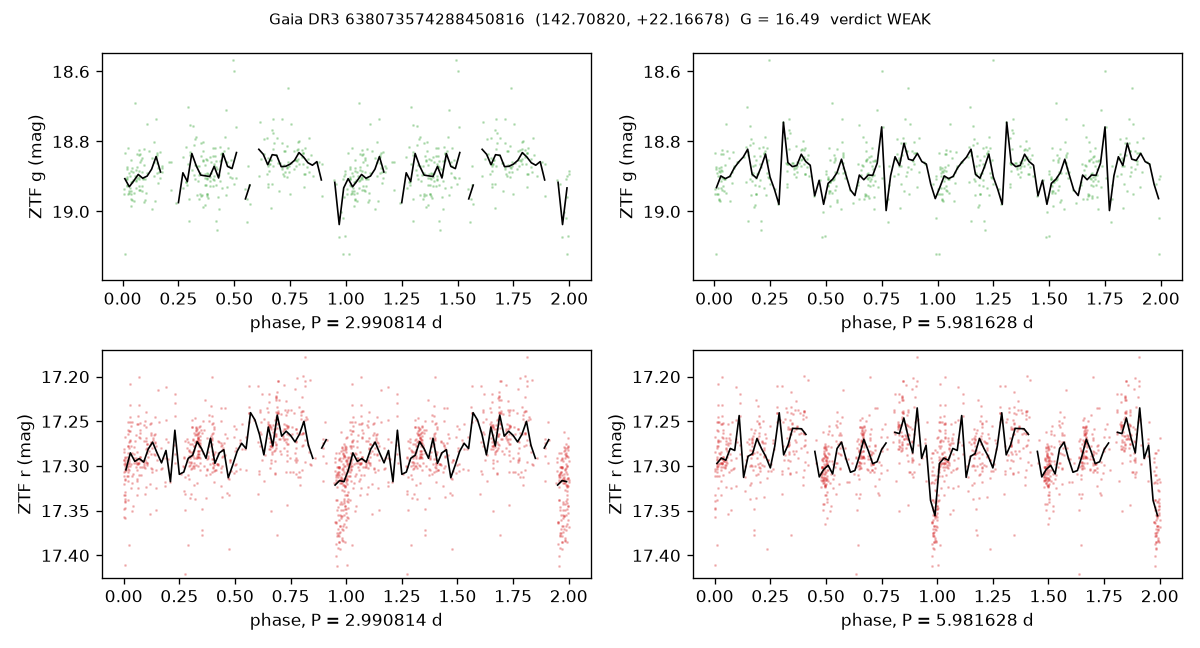 Gaia DR3 638073574288450816 (142.70820, +22.16678) G = 16.49 verdict WEAK
ZTF g (mag)
18.6
18.8
19.0
0.00 0.25 0.50 0.75 1.00 1.25 1.50 1.75 2.00
phase, P = 2.990814 d
ZTF g (mag)
18.6
18.8
19.0
0.00 0.25 0.50 0.75 1.00 1.25 1.50 1.75 2.00
phase, P = 5.981628 d
ZTF r (mag)
17.20
17.25
17.30
17.35
17.40
0.00 0.25 0.50 0.75 1.00 1.25 1.50 1.75 2.00
phase, P = 2.990814 d
ZTF r (mag)
17.20
17.25
17.30
17.35
17.40
0.00 0.25 0.50 0.75 1.00 1.25 1.50 1.75 2.00
phase, P = 5.981628 d